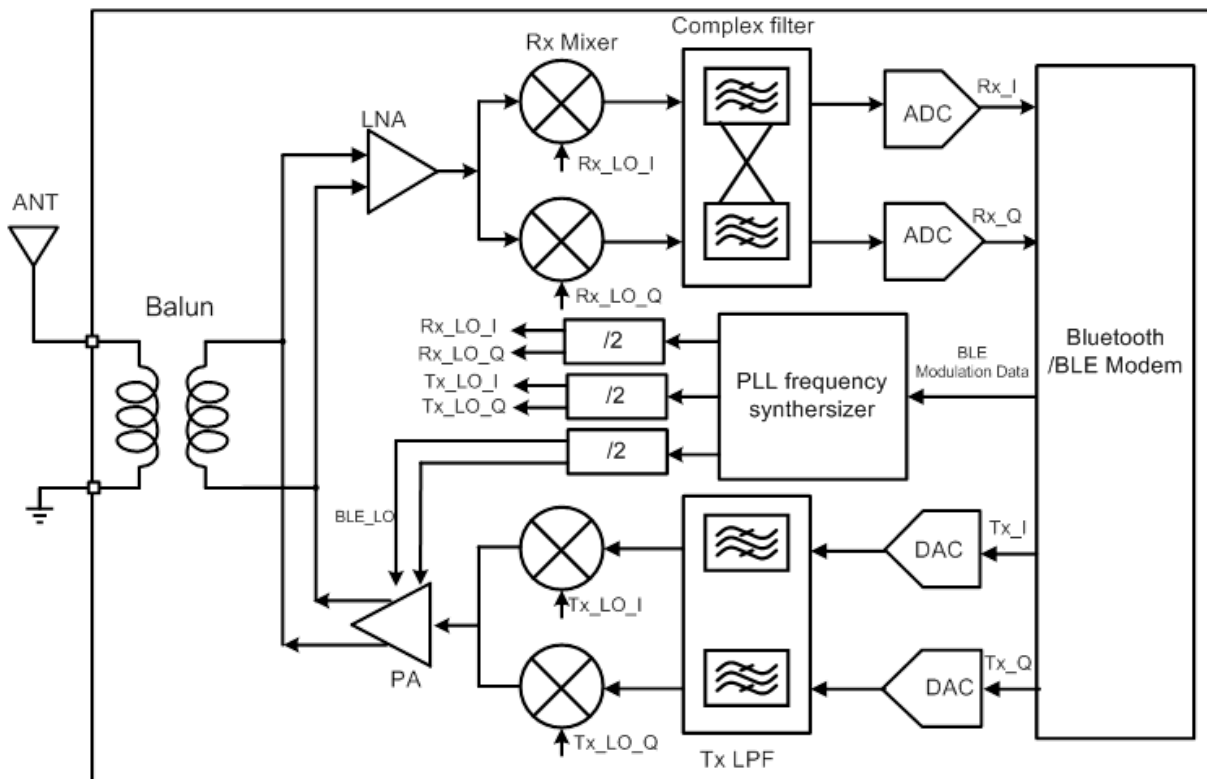 Complex filter
Rx Mixer
LNA
ADC
Rx_I
Rx_LO_I
ANT
ADC
Rx_Q
Rx_LO_Q
Balun
Rx_LO_I
Rx_LO_Q
/2
Tx_LO_I
Tx_LO_Q
/2
/2
PLL frequency
synthersizer
BLE
Modulation Data
Bluetooth
/BLE Modem
BLE_LO
DAC
Tx_I
Tx_LO_I
PA
DAC
Tx_Q
Tx_LO_Q
Tx LPF